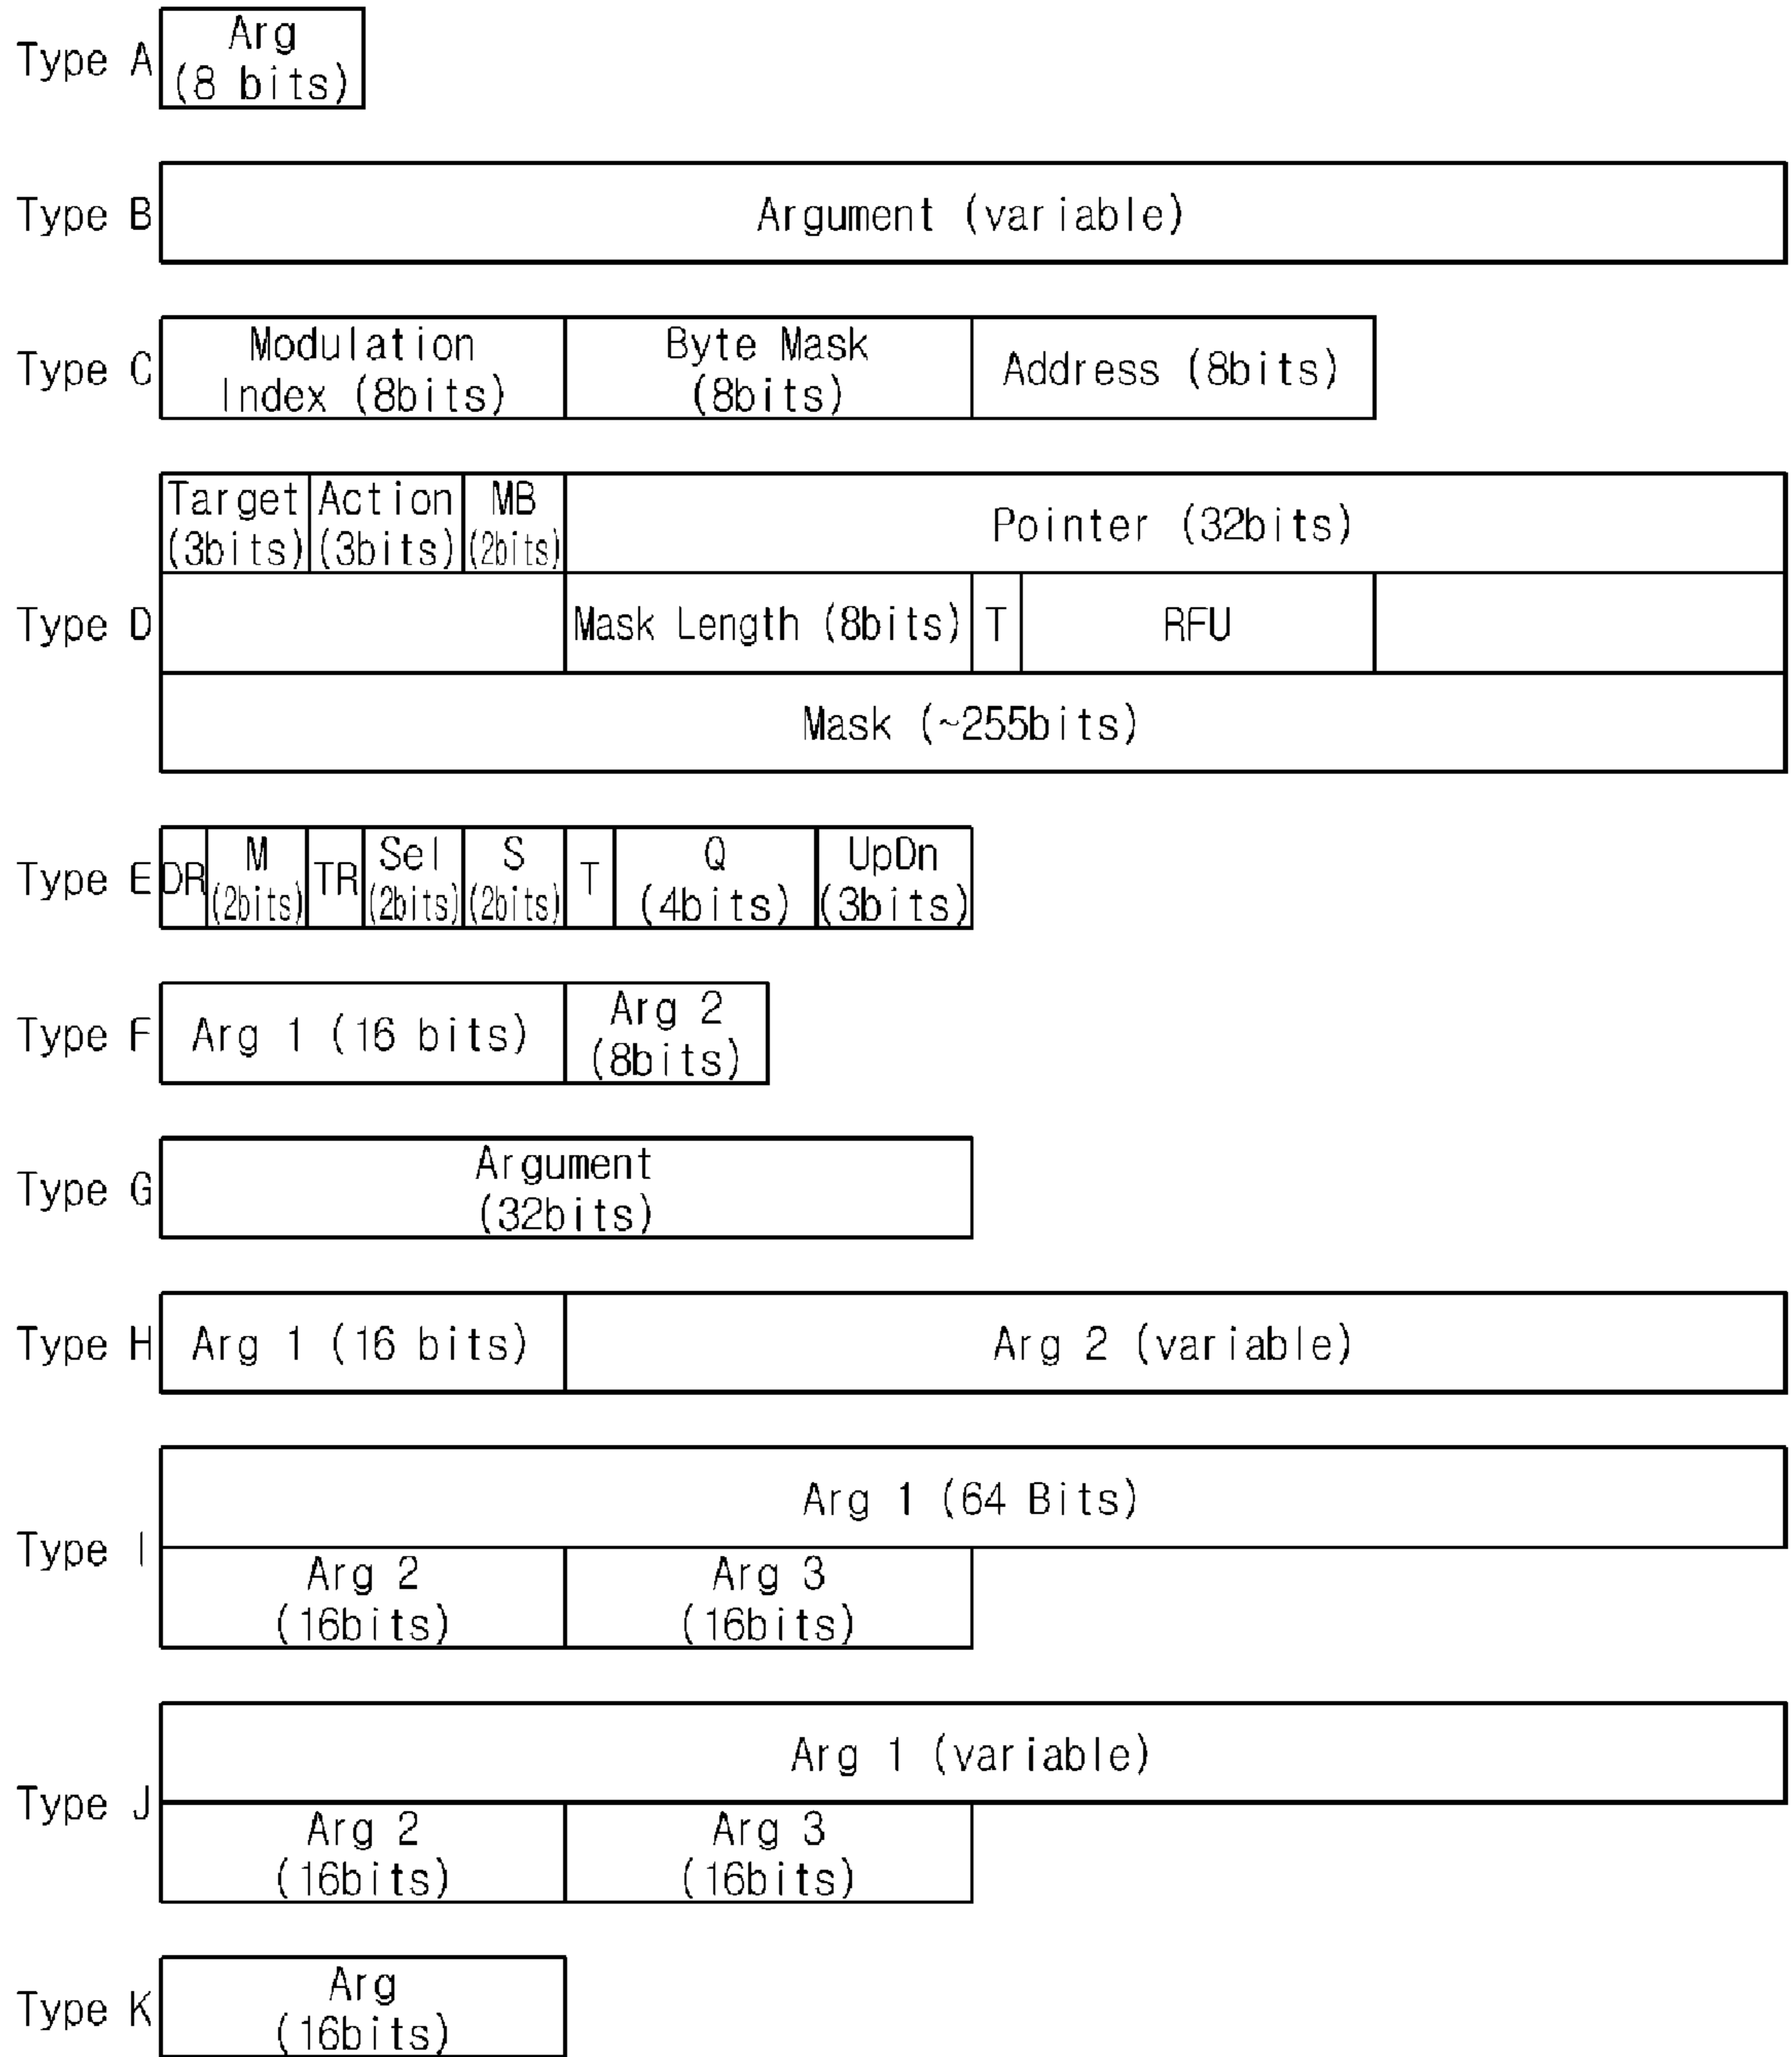 Type A
Arg
(8 bits)
Type B
Argument (variable)
Type C
Modulation
Index (8bits)
Byte Mask
(8bits)
Address (8bits)
Type D
Target
(3bits)
Action
(3bits)
MB
(2bits)
Pointer (32bits)
Mask Length (8bits)
T
RFU
Mask (~255bits)
Type E
DR
M
(2bits)
TR
Sel
(2bits)
S
(2bits)
T
Q
(4bits)
UpDn
(3bits)
Type F
Arg 1 (16 bits)
Arg 2
(8bits)
Type G
Argument
(32bits)
Type H
Arg 1 (16 bits)
Arg 2 (variable)
Type I
Arg 1 (64 Bits)
Arg 2
(16bits)
Arg 3
(16bits)
Type J
Arg 1 (variable)
Arg 2
(16bits)
Arg 3
(16bits)
Type K
Arg
(16bits)